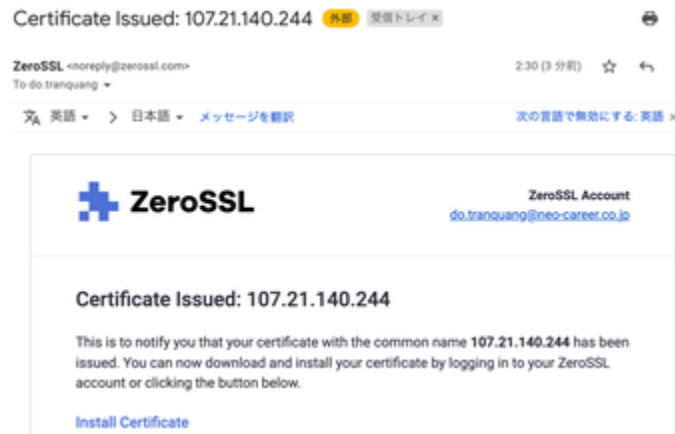 Certificate Issued: 107.21.140.244 外部 受信トレイ ×
ZeroSSL <noreply@zerossl.com> 2:30 (3 分前)
To do.tranquang
英語 > 日本語 メッセージを翻訳 次の言語で無効にする: 英語 ×
ZeroSSL
ZeroSSL Account
do.tranquang@neo-career.co.jp
Certificate Issued: 107.21.140.244
This is to notify you that your certificate with the common name 107.21.140.244 has been
issued. You can now download and install your certificate by logging in to your ZeroSSL
account or clicking the button below.
Install Certificate